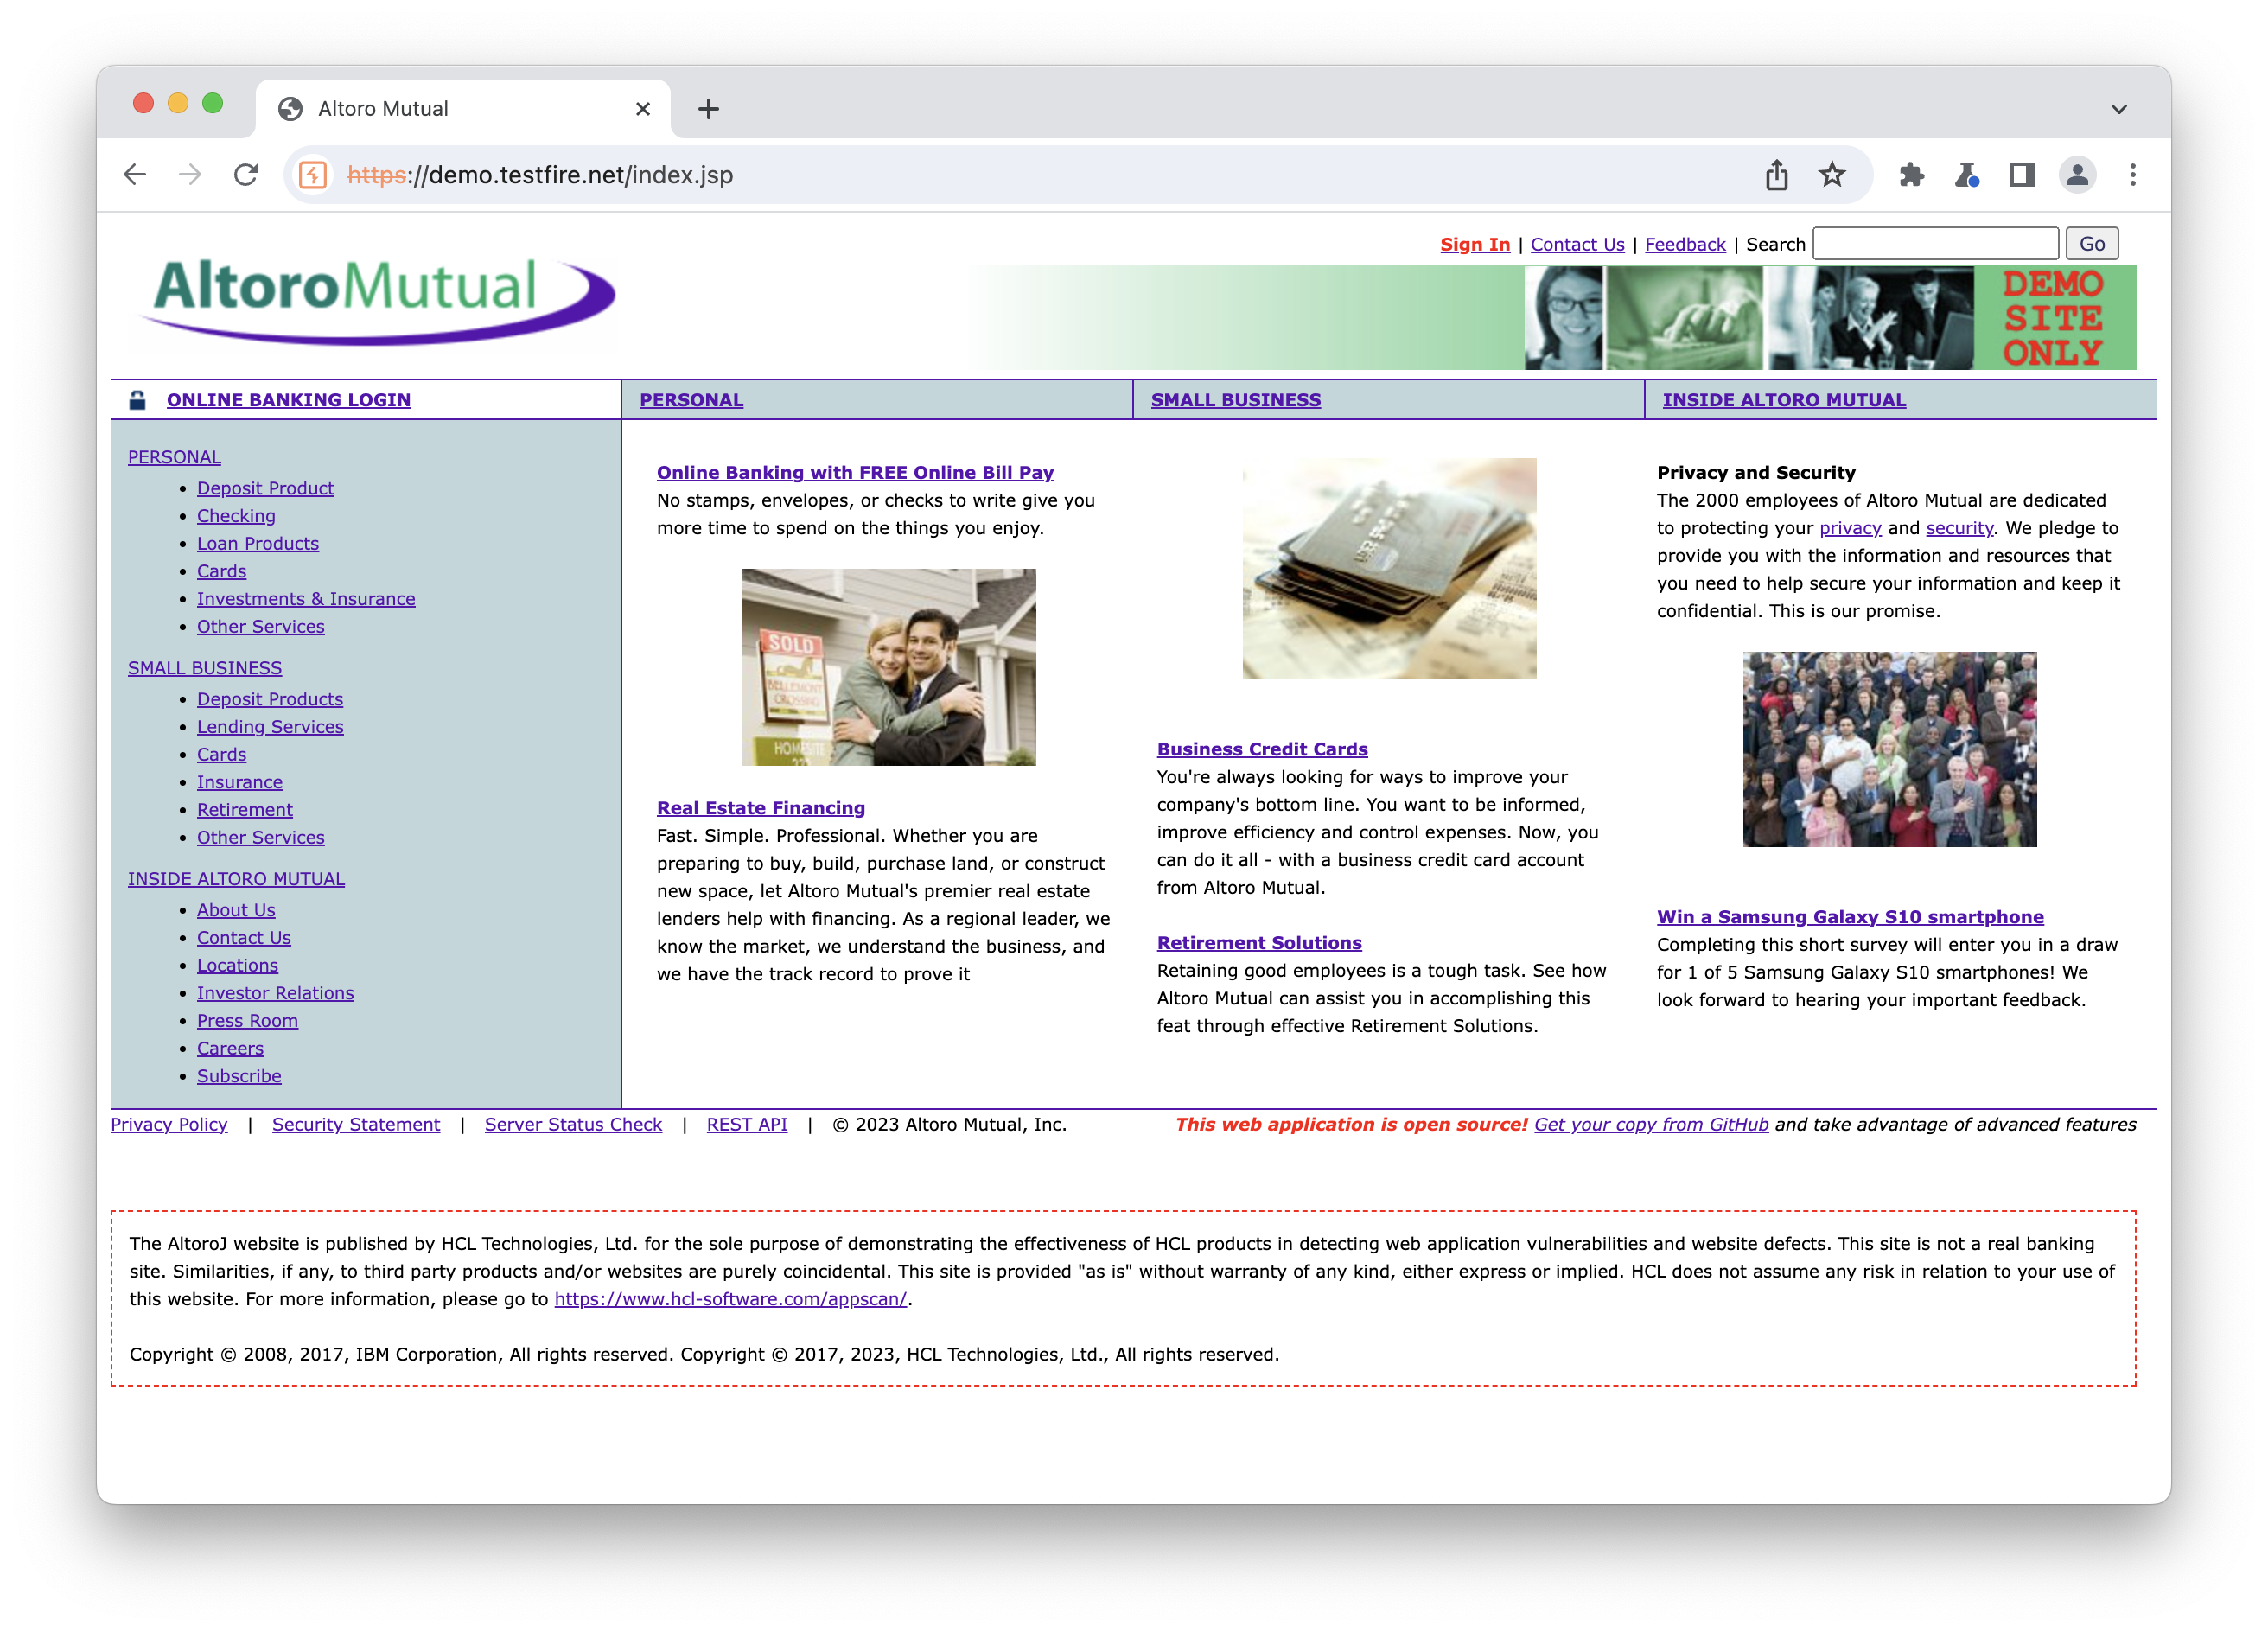 Altoro Mutual
https://demo.testfire.net/index.jsp
Sign In | Contact Us | Feedback | Search Go
AltoroMutual
DEMO
SITE
ONLY
ONLINE BANKING LOGIN
PERSONAL
SMALL BUSINESS
INSIDE ALTORO MUTUAL
PERSONAL
• Deposit Product
• Checking
• Loan Products
• Cards
• Investments & Insurance
• Other Services
SMALL BUSINESS
• Deposit Products
• Lending Services
• Cards
• Insurance
• Retirement
• Other Services
INSIDE ALTORO MUTUAL
• About Us
• Contact Us
• Locations
• Investor Relations
• Press Room
• Careers
• Subscribe
Online Banking with FREE Online Bill Pay
No stamps, envelopes, or checks to write give you
more time to spend on the things you enjoy.
SOLD
Real Estate Financing
Fast. Simple. Professional. Whether you are
preparing to buy, build, purchase land, or construct
new space, let Altoro Mutual's premier real estate
lenders help with financing. As a regional leader, we
know the market, we understand the business, and
we have the track record to prove it
Business Credit Cards
You're always looking for ways to improve your
company's bottom line. You want to be informed,
improve efficiency and control expenses. Now, you
can do it all - with a business credit card account
from Altoro Mutual.
Retirement Solutions
Retaining good employees is a tough task. See how
Altoro Mutual can assist you in accomplishing this
feat through effective Retirement Solutions.
Privacy and Security
The 2000 employees of Altoro Mutual are dedicated
to protecting your privacy and security. We pledge to
provide you with the information and resources that
you need to help secure your information and keep it
confidential. This is our promise.
Win a Samsung Galaxy S10 smartphone
Completing this short survey will enter you in a draw
for 1 of 5 Samsung Galaxy S10 smartphones! We
look forward to hearing your important feedback.
Privacy Policy | Security Statement | Server Status Check | REST API | © 2023 Altoro Mutual, Inc.
This web application is open source! Get your copy from GitHub and take advantage of advanced features
The AltoroJ website is published by HCL Technologies, Ltd. for the sole purpose of demonstrating the effectiveness of HCL products in detecting web application vulnerabilities and website defects. This site is not a real banking
site. Similarities, if any, to third party products and/or websites are purely coincidental. This site is provided "as is" without warranty of any kind, either express or implied. HCL does not assume any risk in relation to your use of
this website. For more information, please go to https://www.hcl-software.com/appscan/.
Copyright © 2008, 2017, IBM Corporation, All rights reserved. Copyright © 2017, 2023, HCL Technologies, Ltd., All rights reserved.